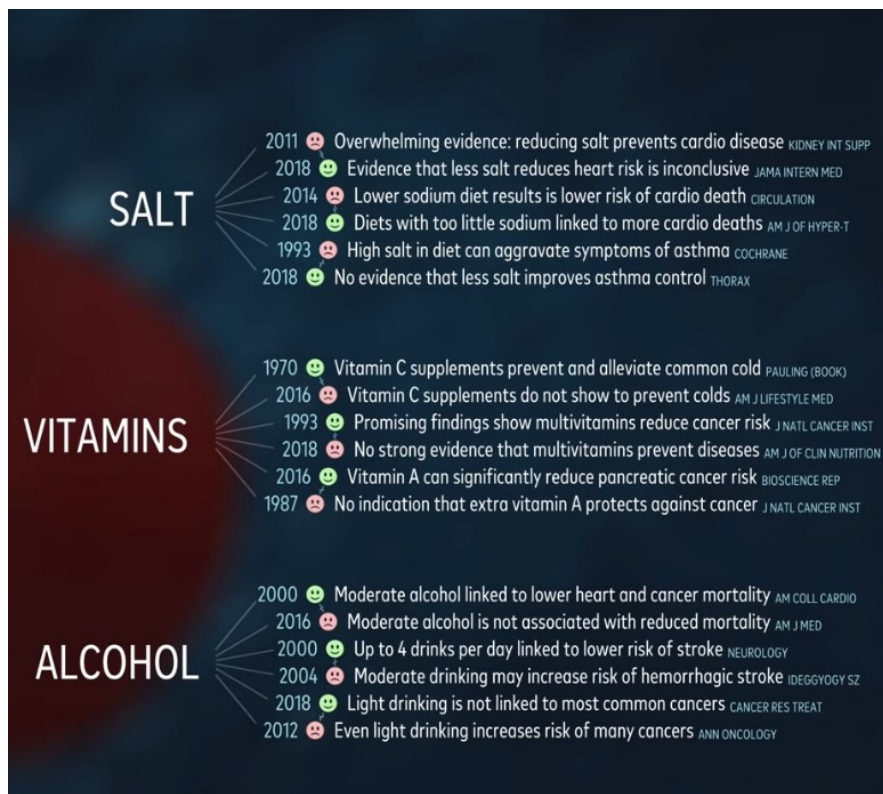 SALT
2011 Overwhelming evidence: reducing salt prevents cardio disease KIDNEY INT SUPP
2018 Evidence that less salt reduces heart risk is inconclusive JAMA INTERN MED
2014 Lower sodium diet results is lower risk of cardio death CIRCULATION
2018 Diets with too little sodium linked to more cardio deaths AM J OF HYPER-T
1993 High salt in diet can aggravate symptoms of asthma COCHRANE
2018 No evidence that less salt improves asthma control THORAX
VITAMINS
1970 Vitamin C supplements prevent and alleviate common cold PAULING (BOOK)
2016 Vitamin C supplements do not show to prevent colds AM J LIFESTYLE MED
1993 Promising findings show multivitamins reduce cancer risk J NATL CANCER INST
2018 No strong evidence that multivitamins prevent diseases AM J OF CLIN NUTRITION
2016 Vitamin A can significantly reduce pancreatic cancer risk BIOSCIENCE REP
1987 No indication that extra vitamin A protects against cancer J NATL CANCER INST
ALCOHOL
2000 Moderate alcohol linked to lower heart and cancer mortality AM COLL CARDIO
2016 Moderate alcohol is not associated with reduced mortality AM J MED
2000 Up to 4 drinks per day linked to lower risk of stroke NEUROLOGY
2004 Moderate drinking may increase risk of hemorrhagic stroke IDEGGYOGY SZ
2018 Light drinking is not linked to most common cancers CANCER RES TREAT
2012 Even light drinking increases risk of many cancers ANN ONCOLOGY